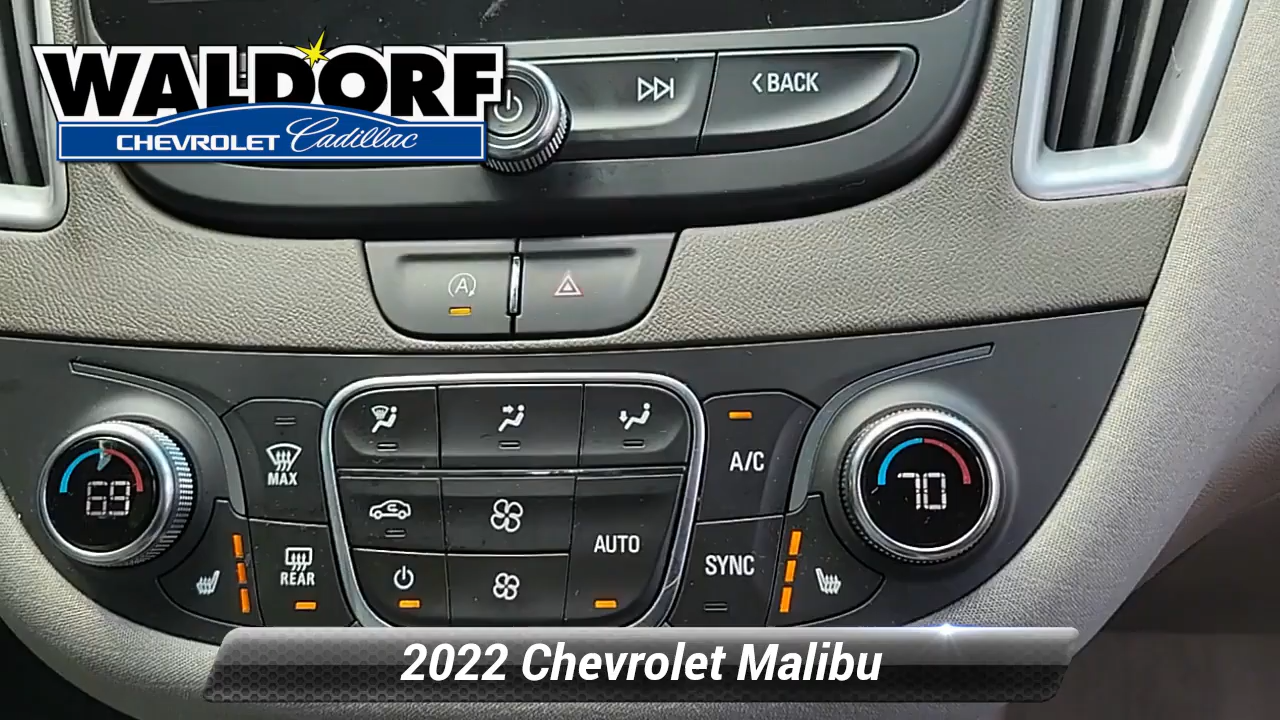 WALDORF
CHEVROLET Cadillac
BACK
A
69
MAX
REAR
AUTO
A/C
SYNC
70
2022 Chevrolet Malibu